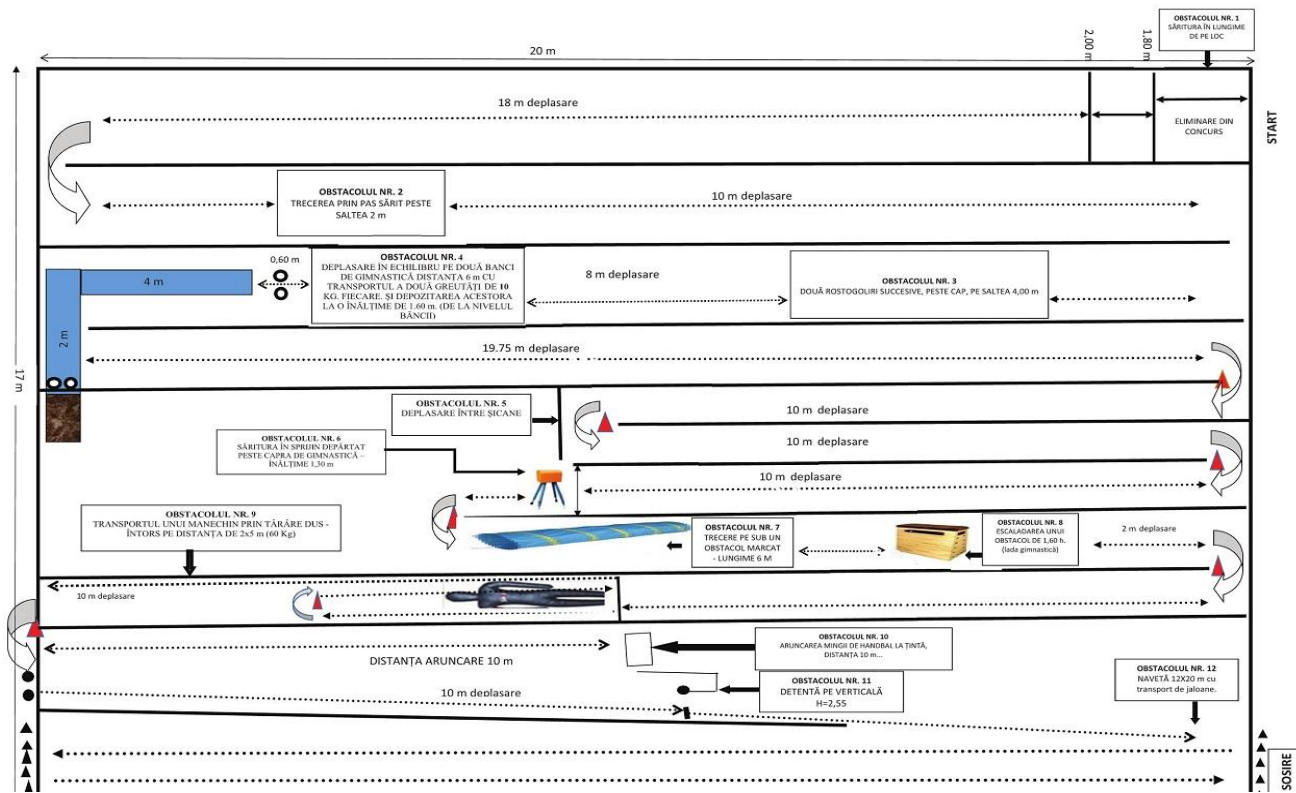 OBSTACOLUL NR. 1
SĂRITURA ÎN LUNGIME
DE PE LOC
20 m
2,00 m
1,80 m
18 m deplasare
ELIMINARE DIN
CONCURS
START
OBSTACOLUL NR. 2
TRECEREA PRIN PAS SĂRIT PESTE
SALTEA 2 m
10 m deplasare
17 m
4 m
2 m
0,60 m
OBSTACOLUL NR. 4
DEPLASARE ÎN ECHILIBRU PE DOUĂ BANCI
DE GIMNASTICĂ DISTANȚA 6 m CU
TRANSPORTUL A DOUĂ GREUTĂȚI DE 10
KG. FIECARE. ȘI DEPOZITAREA ACESTORA
LA O ÎNĂLȚIME DE 1.60 m. (DE LA NIVELUL
BĂNCII)
8 m deplasare
OBSTACOLUL NR. 3
DOUĂ ROSTOGOLIRI SUCCESIVE, PESTE CAP, PE SALTEA 4,00 m
19.75 m deplasare
OBSTACOLUL NR. 5
DEPLASARE ÎNTRE ȘICANE
10 m deplasare
OBSTACOLUL NR. 6
SĂRITURA ÎN SPRIJIN DEPĂRTAT
PESTE CAPRA DE GIMNASTICĂ –
ÎNĂLȚIME 1,30 m
10 m deplasare
10 m deplasare
OBSTACOLUL NR. 9
TRANSPORTUL UNUI MANECHIN PRIN TÂRÂRE DUS -
ÎNTORS PE DISTANȚA DE 2x5 m (60 Kg)
OBSTACOLUL NR. 7
TRECERE PE SUB UN
OBSTACOL MARCAT
- LUNGIME 6 M
OBSTACOLUL NR. 8
ESCALADAREA UNUI
OBSTACOL DE 1,60 h.
(lada gimnastică)
2 m deplasare
10 m deplasare
DISTANȚA ARUNCARE 10 m
OBSTACOLUL NR. 10
ARUNCAREA MINGII DE HANDBAL LA ȚINTĂ,
DISTANȚA 10 m...
10 m deplasare
OBSTACOLUL NR. 11
DETENTĂ PE VERTICALĂ
H=2,55
OBSTACOLUL NR. 12
NAVETĂ 12X20 m cu
transport de jaloane.
SOSIRE